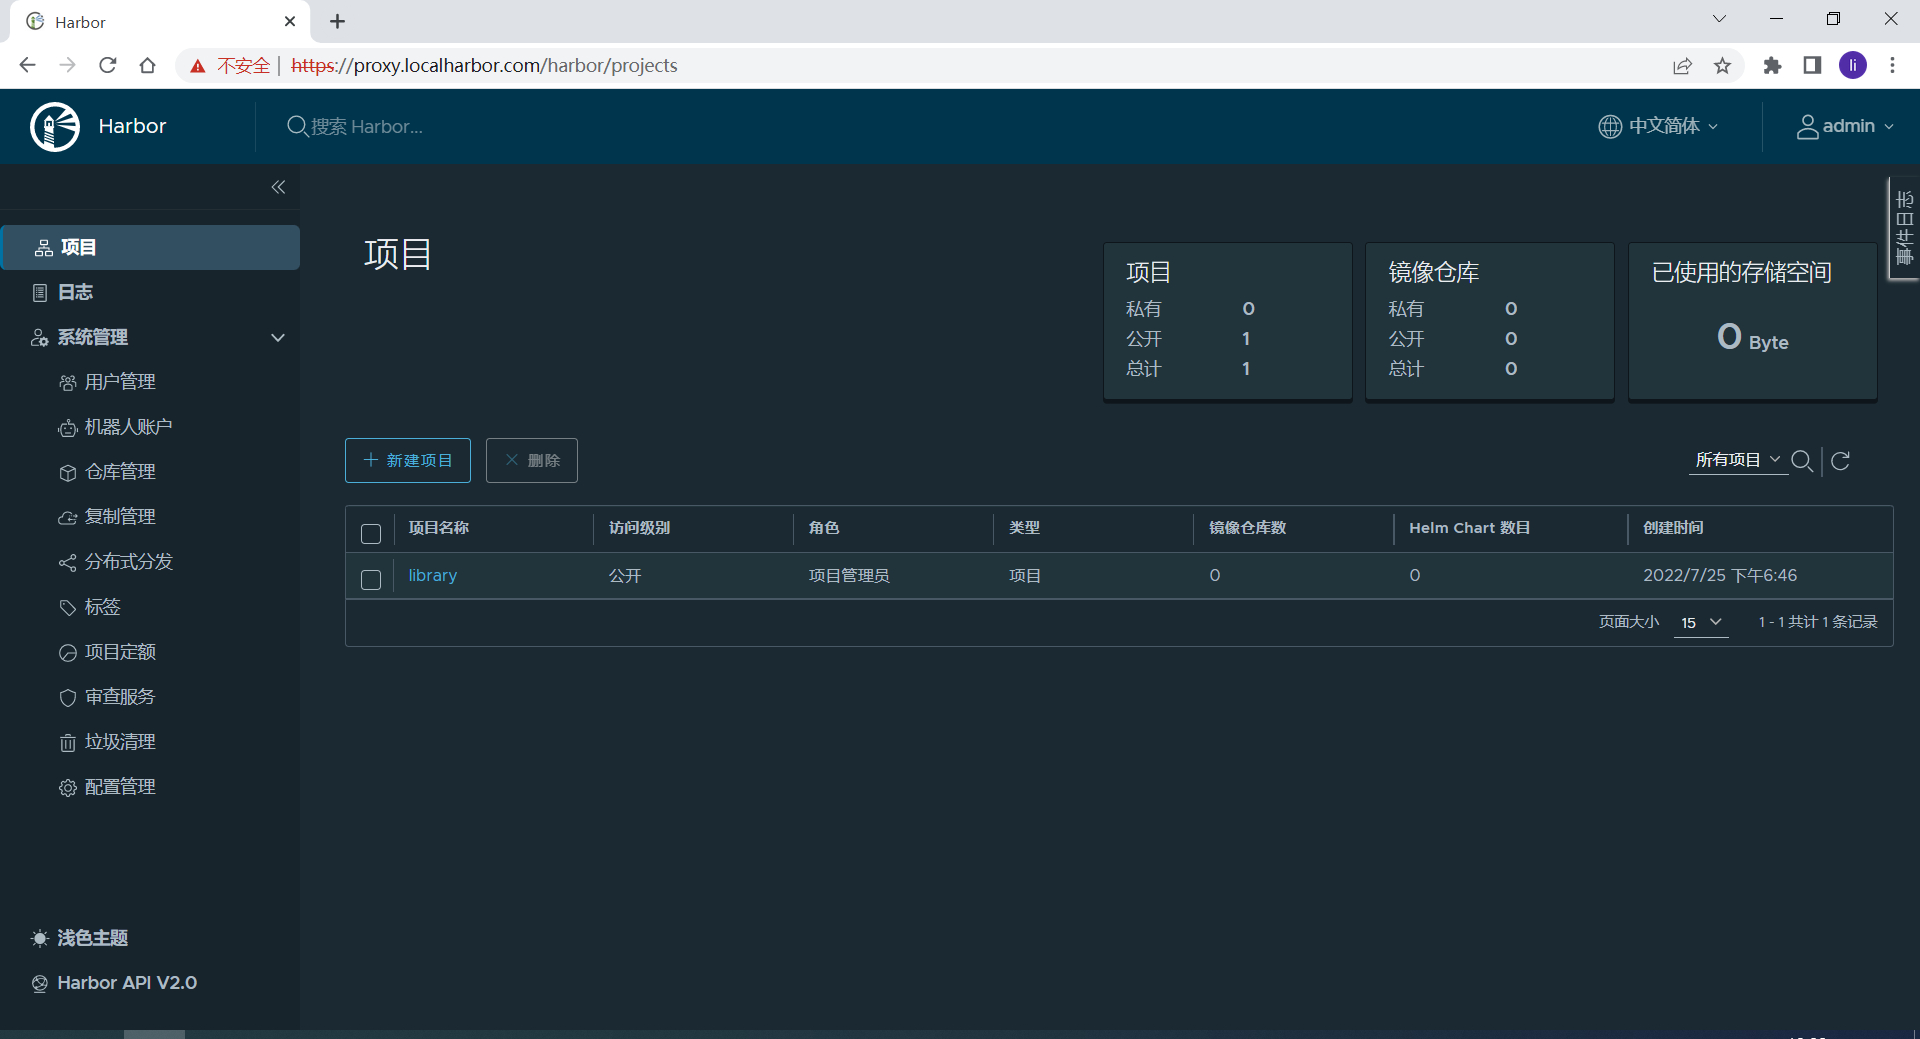 Harbor
不安全 | https://proxy.localharbor.com/harbor/projects
li
Harbor
搜索 Harbor...
中文简体
admin
事件日志
项目
日志
系统管理
用户管理
机器人账户
仓库管理
复制管理
分布式分发
标签
项目定额
审查服务
垃圾清理
配置管理
浅色主题
Harbor API V2.0
项目
项目
私有 0
公开 1
总计 1
镜像仓库
私有 0
公开 0
总计 0
已使用的存储空间
0 Byte
新建项目
删除
所有项目
项目名称 访问级别 角色 类型 镜像仓库数 Helm Chart 数目 创建时间
library 公开 项目管理员 项目 0 0 2022/7/25 下午6:46
页面大小 15 1 - 1 共计 1 条记录